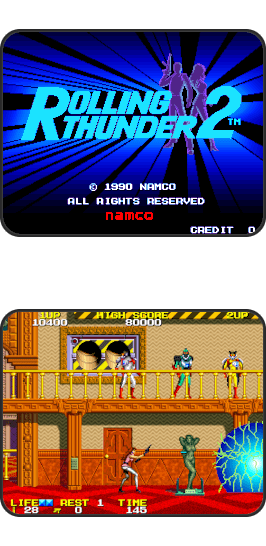 ROLLING
THUNDER 2 ™
© 1990 NAMCO
ALL RIGHTS RESERVED
namco
CREDIT 0
1UP HIGH SCORE 2UP
10400 80000
LIFE REST 1 TIME
28 0 145